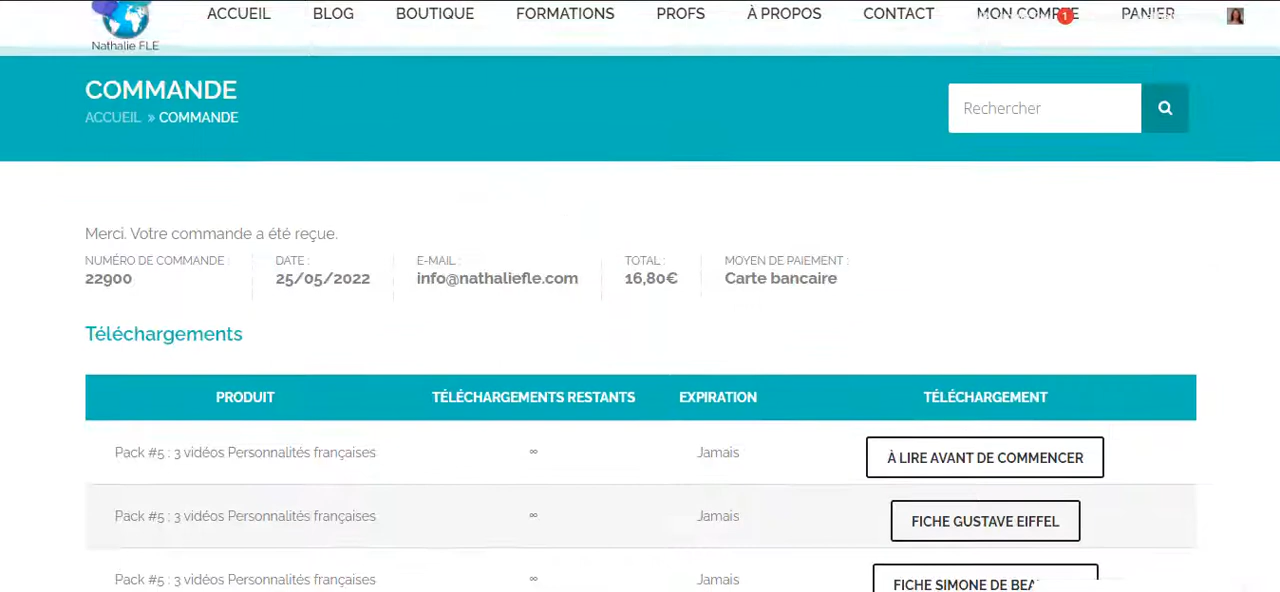 ACCUEIL BLOG BOUTIQUE FORMATIONS PROFS À PROPOS CONTACT MON COMPTE 1 PANIER
Nathalie FLE
COMMANDE
ACCUEIL » COMMANDE
Rechercher
Merci. Votre commande a été reçue.
NUMÉRO DE COMMANDE : DATE : E-MAIL : TOTAL : MOYEN DE PAIEMENT :
22900 25/05/2022 info@nathaliefle.com 16,80€ Carte bancaire
Téléchargements
PRODUIT TÉLÉCHARGEMENTS RESTANTS EXPIRATION TÉLÉCHARGEMENT
Pack #5 : 3 vidéos Personnalités françaises ∞ Jamais À LIRE AVANT DE COMMENCER
Pack #5 : 3 vidéos Personnalités françaises ∞ Jamais FICHE GUSTAVE EIFFEL
Pack #5 : 3 vidéos Personnalités françaises ∞ Jamais FICHE SIMONE DE